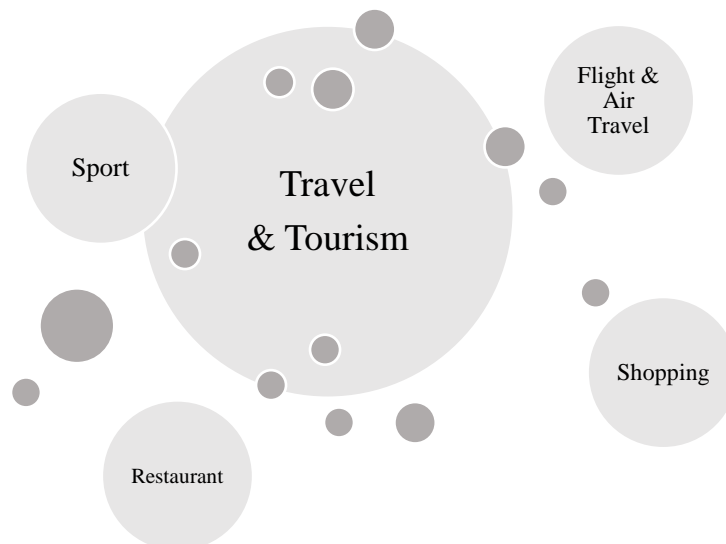 Flight &
Air
Travel
Sport
Travel
& Tourism
Shopping
Restaurant